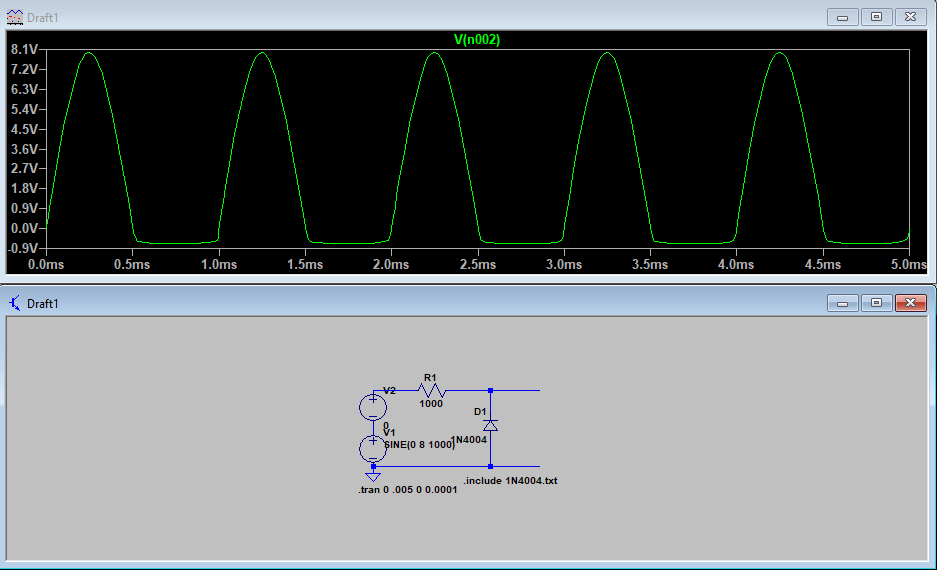 Draft1
V(n002)
8.1V
7.2V
6.3V
5.4V
4.5V
3.6V
2.7V
1.8V
0.9V
0.0V
-0.9V
0.0ms 0.5ms 1.0ms 1.5ms 2.0ms 2.5ms 3.0ms 3.5ms 4.0ms 4.5ms 5.0ms
Draft1
R1
V2
1000
D1
0
V1
1N4004
SINE(0 8 1000)
.include 1N4004.txt
.tran 0 .005 0 0.0001